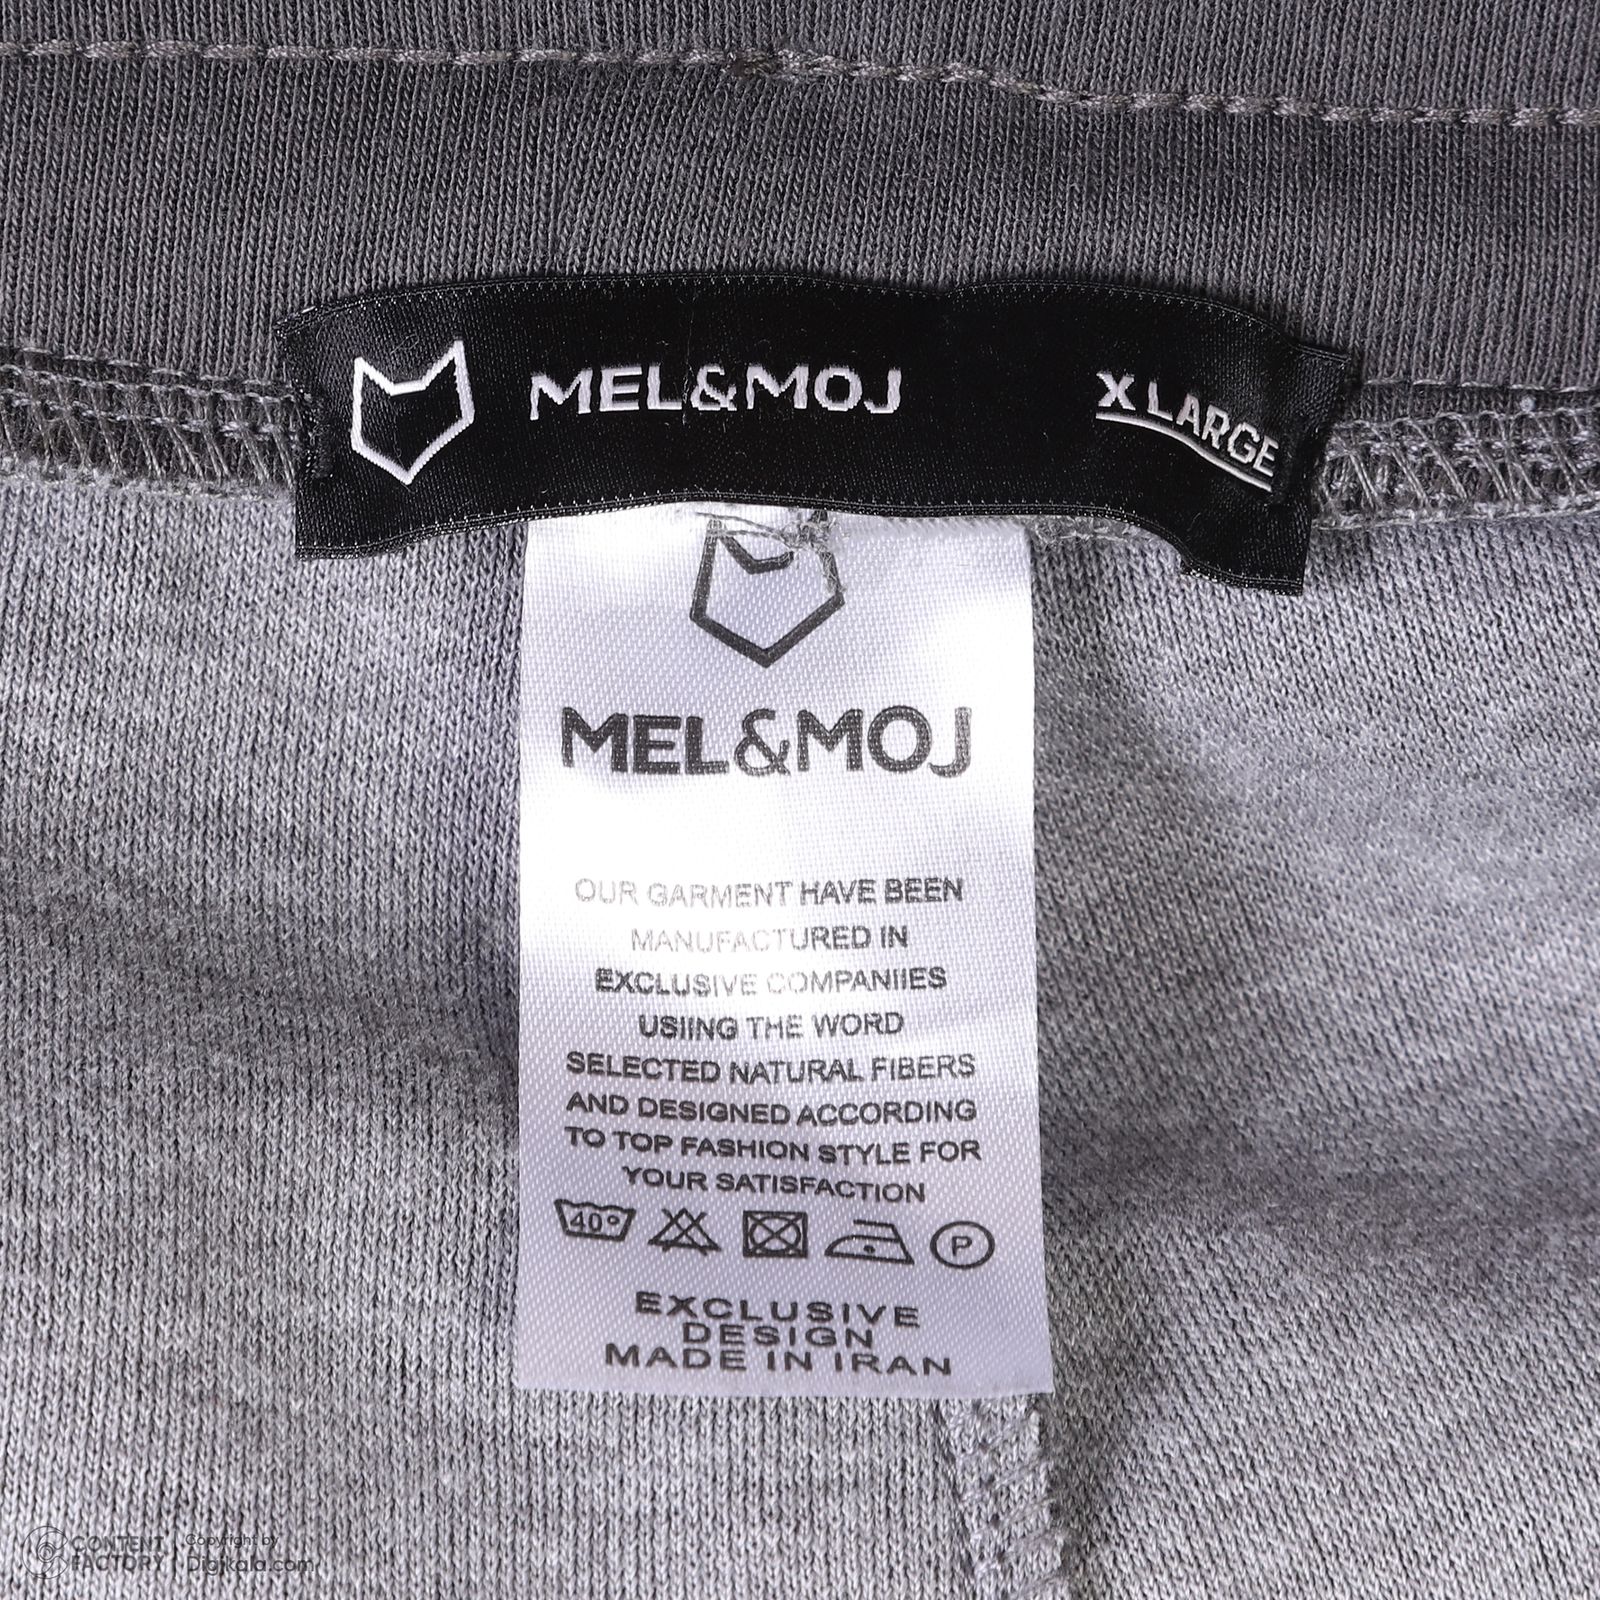 MEL&MOJ
X LARGE
MEL&MOJ
OUR GARMENT HAVE BEEN
MANUFACTURED IN
EXCLUSIVE COMPANIIES
USIING THE WORD
SELECTED NATURAL FIBERS
AND DESIGNED ACCORDING
TO TOP FASHION STYLE FOR
YOUR SATISFACTION
40°
P
EXCLUSIVE
DESIGN
MADE IN IRAN
CONTENT
FACTORY
Copyright by
Digikala.com